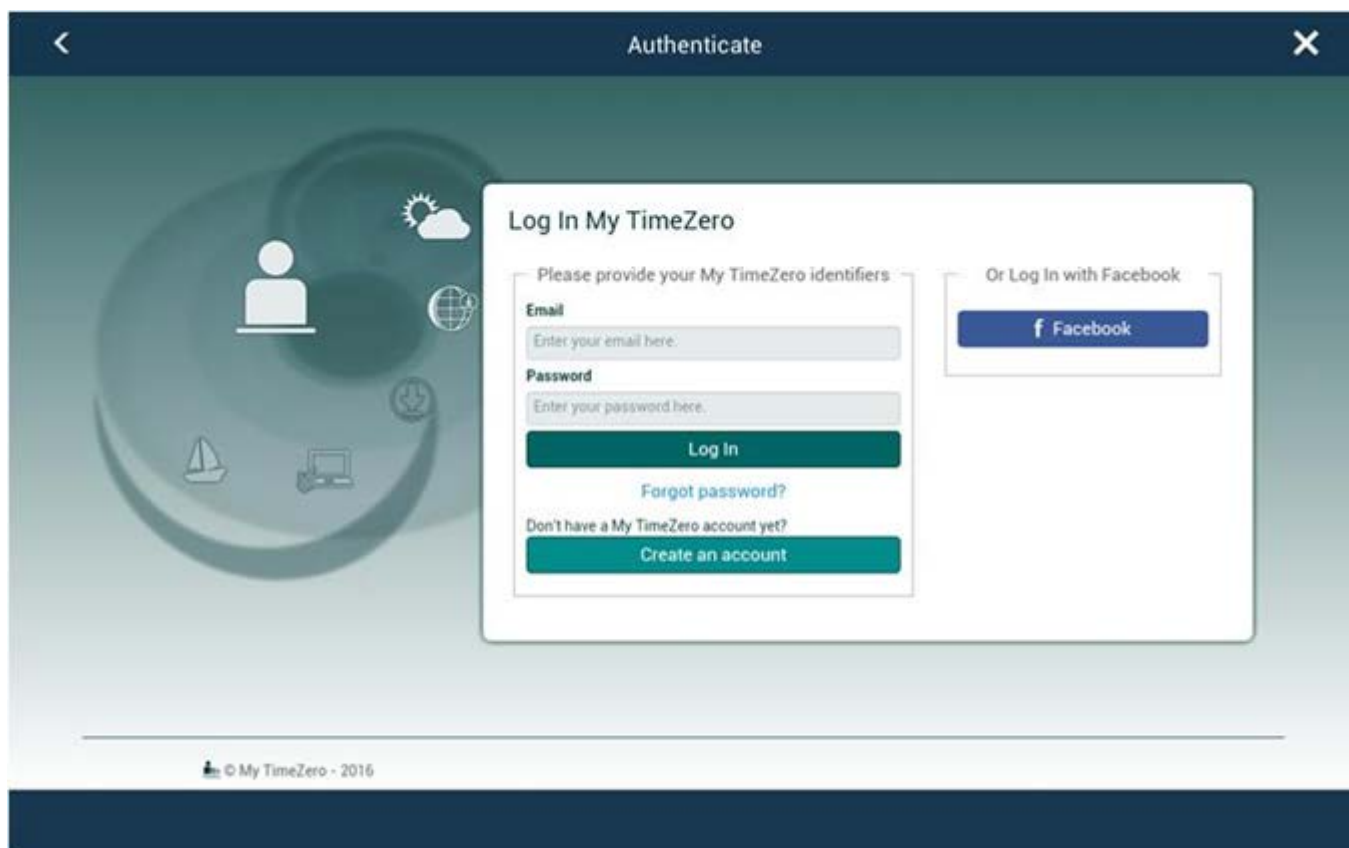 Authenticate
Log In My TimeZero
Please provide your My TimeZero identifiers
Email
Enter your email here.
Password
Enter your password here.
Log In
Forgot password?
Don't have a My TimeZero account yet?
Create an account
Or Log In with Facebook
f Facebook
© My TimeZero - 2016